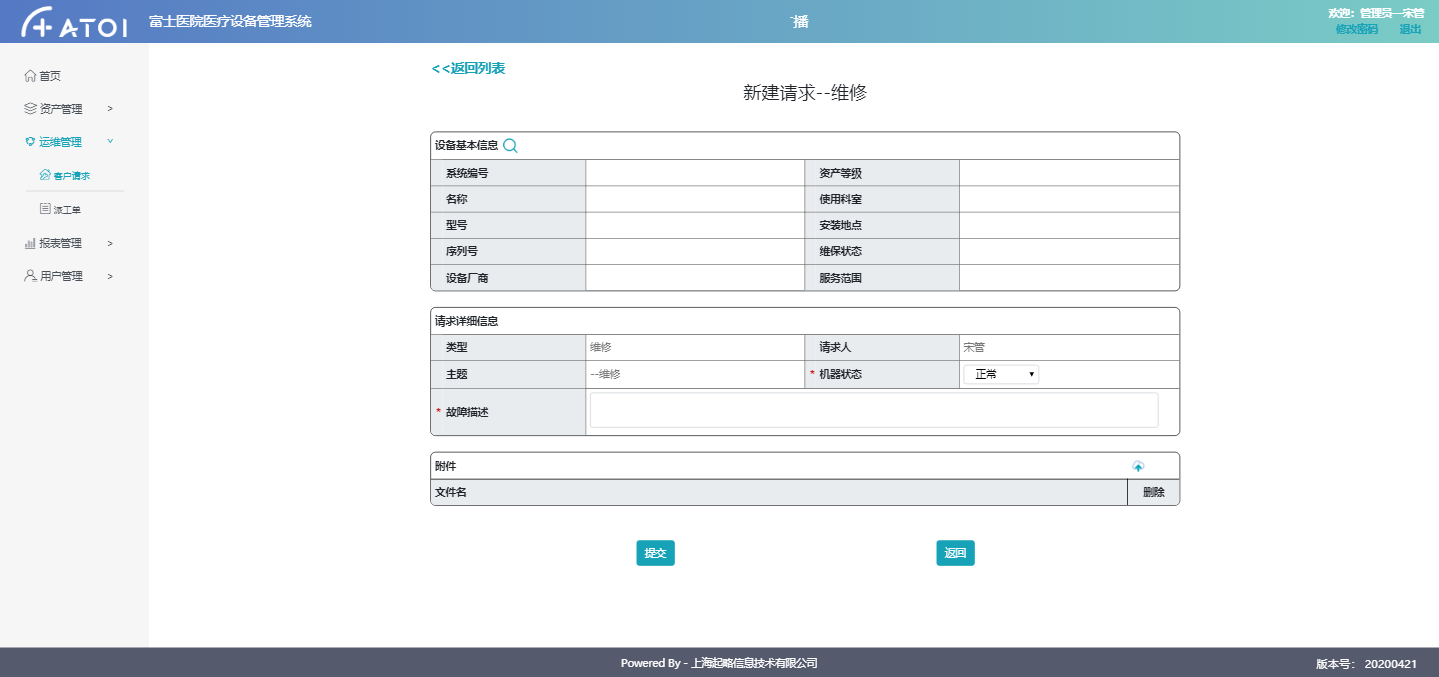 ATOI 富士医院医疗设备管理系统 播 欢迎：管理员—宋管
修改密码 退出
首页
资产管理 >
运维管理
客户请求
派工单
报表管理 >
用户管理 >
<<返回列表
新建请求--维修
设备基本信息
系统编号 资产等级
名称 使用科室
型号 安装地点
序列号 维保状态
设备厂商 服务范围
请求详细信息
类型 维修 请求人 宋管
主题 --维修 * 机器状态 正常
* 故障描述
附件
文件名 删除
提交 返回
Powered By - 上海起略信息技术有限公司 版本号： 20200421